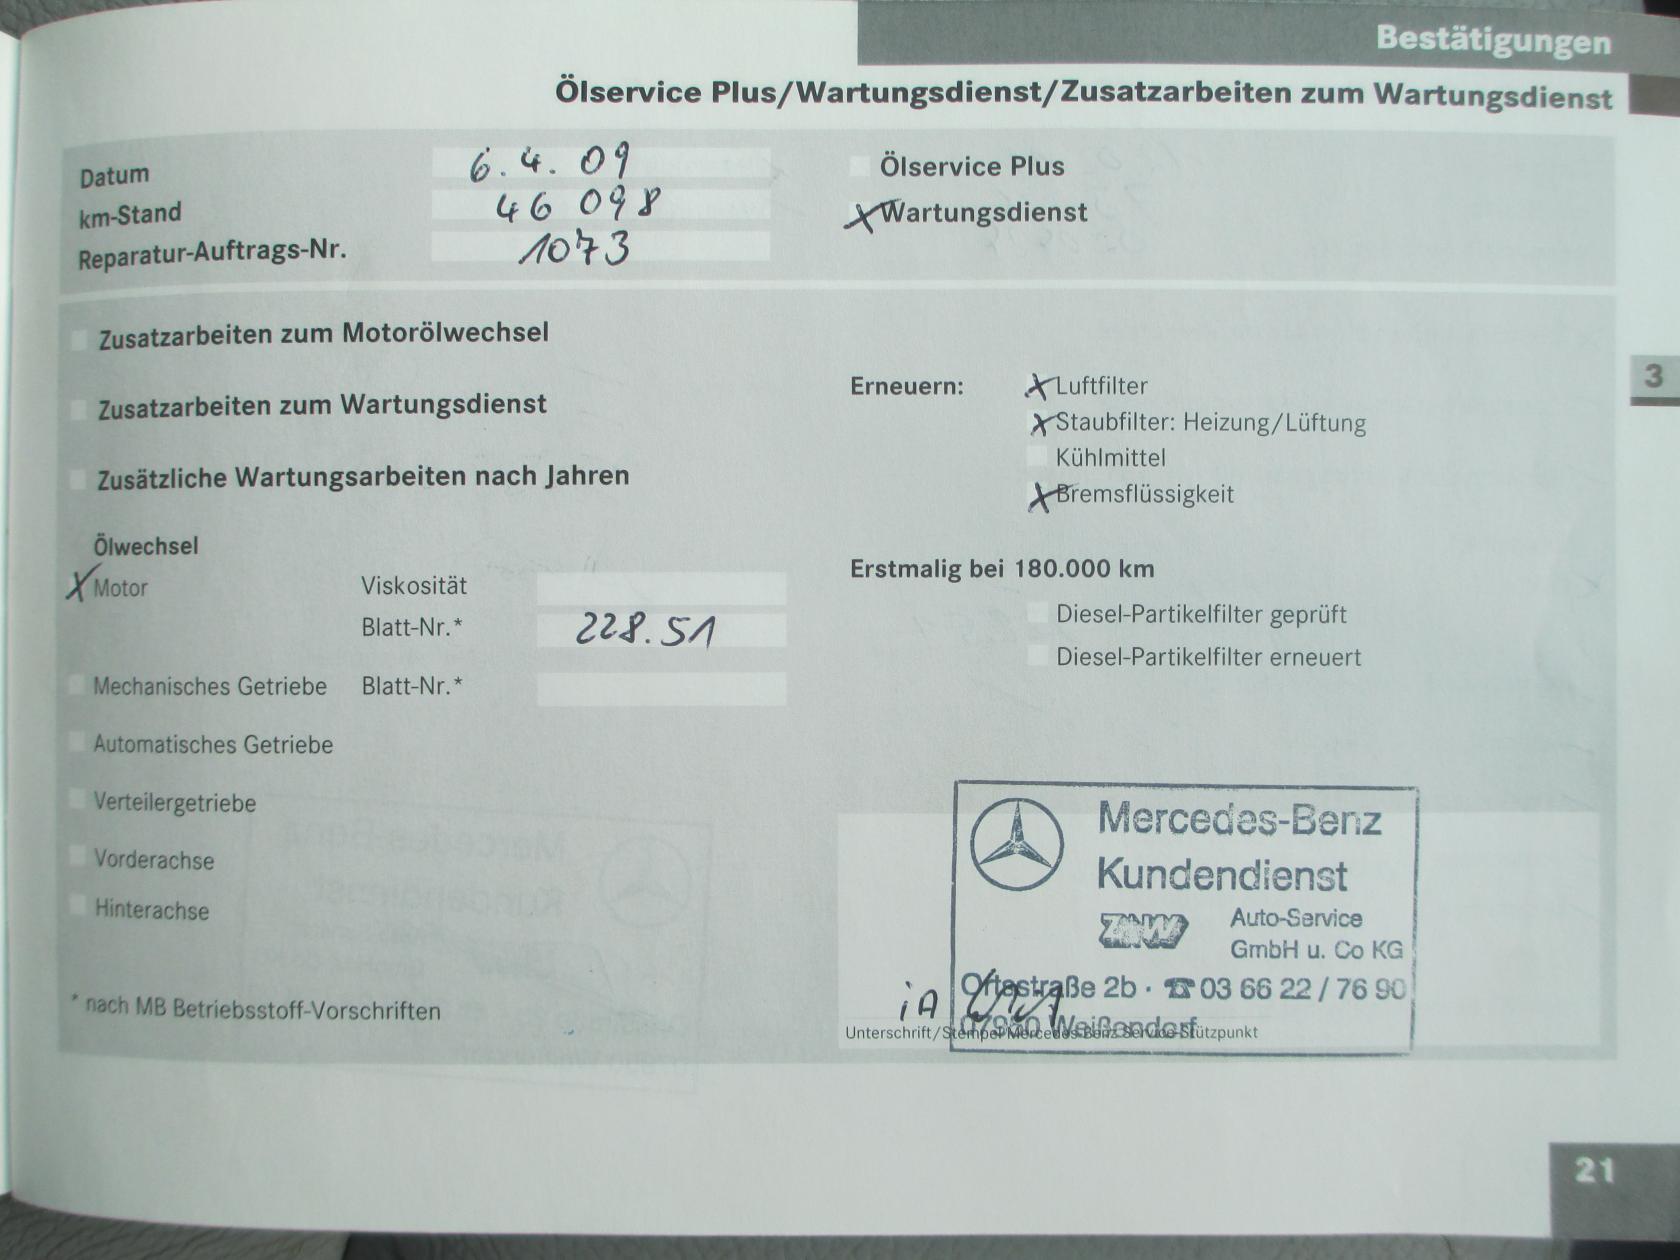 Bestätigungen
Ölservice Plus/Wartungsdienst/Zusatzarbeiten zum Wartungsdienst
Datum 6.4.09
km-Stand 46 098
Reparatur-Auftrags-Nr. 1073
Ölservice Plus
X Wartungsdienst
Zusatzarbeiten zum Motorölwechsel
Zusatzarbeiten zum Wartungsdienst
Zusätzliche Wartungsarbeiten nach Jahren
Ölwechsel
X Motor Viskosität
Blatt-Nr.* 228.51
Mechanisches Getriebe Blatt-Nr.*
Automatisches Getriebe
Verteilergetriebe
Vorderachse
Hinterachse
* nach MB Betriebsstoff-Vorschriften
Erneuern: X Luftfilter
X Staubfilter: Heizung/Lüftung
Kühlmittel
X Bremsflüssigkeit
3
Erstmalig bei 180.000 km
Diesel-Partikelfilter geprüft
Diesel-Partikelfilter erneuert
Mercedes-Benz
Kundendienst
ZAW Auto-Service
GmbH u. Co KG
2b · ☎ 03 66 22 / 76 90
Weißendorf
iA
Unterschrift/Stempel Mercedes-Benz Service-Stützpunkt
21